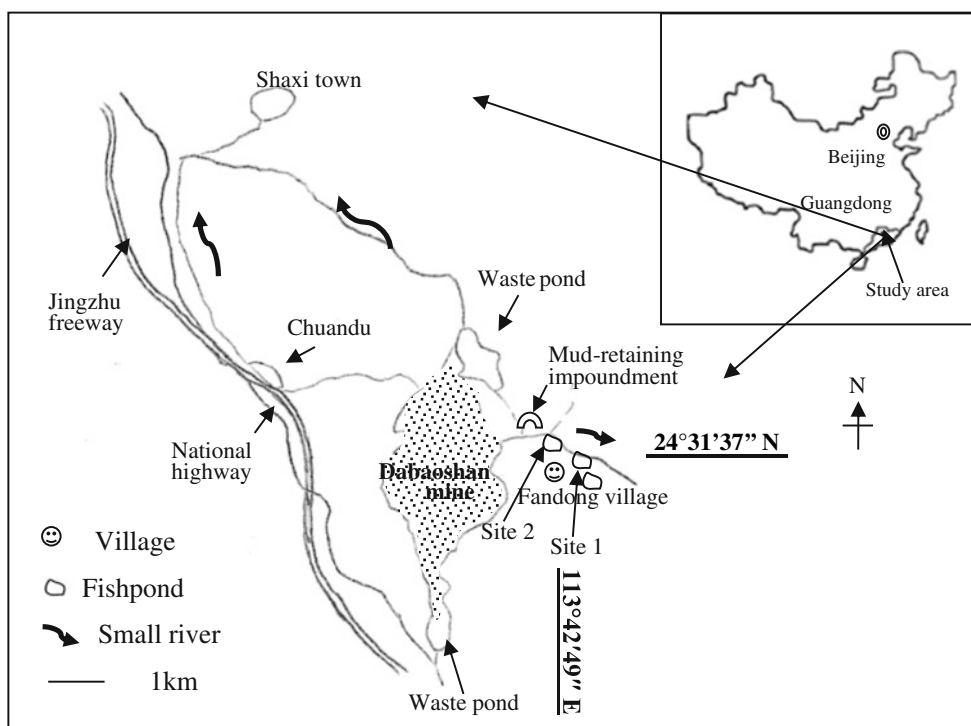 Shaxi town
Beijing
Guangdong
Study area
Waste pond
Jingzhu
freeway
Chuandu
Mud-retaining
impoundment
N
24°31'37” N
National
highway
Dabaoshan
mine
Fandong village
Site 2
Site 1
113°42'49” E
Village
Fishpond
Small river
1km
Waste pond